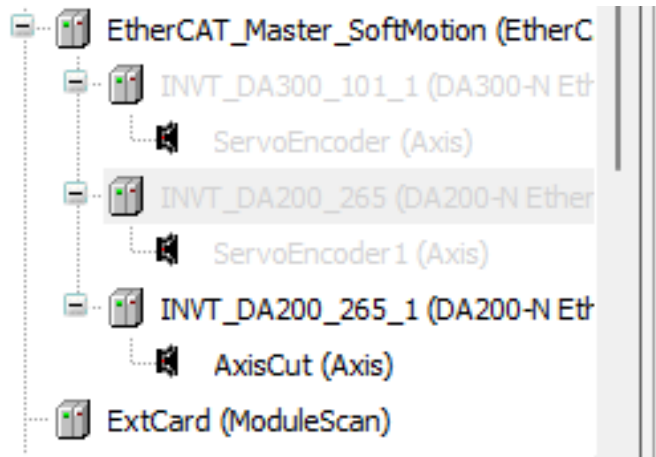 EtherCAT_Master_SoftMotion (EtherC
INVT_DA300_101_1 (DA300-N Eth
ServoEncoder (Axis)
INVT_DA200_265 (DA200-N Ether
ServoEncoder1 (Axis)
INVT_DA200_265_1 (DA200-N Eth
AxisCut (Axis)
ExtCard (ModuleScan)